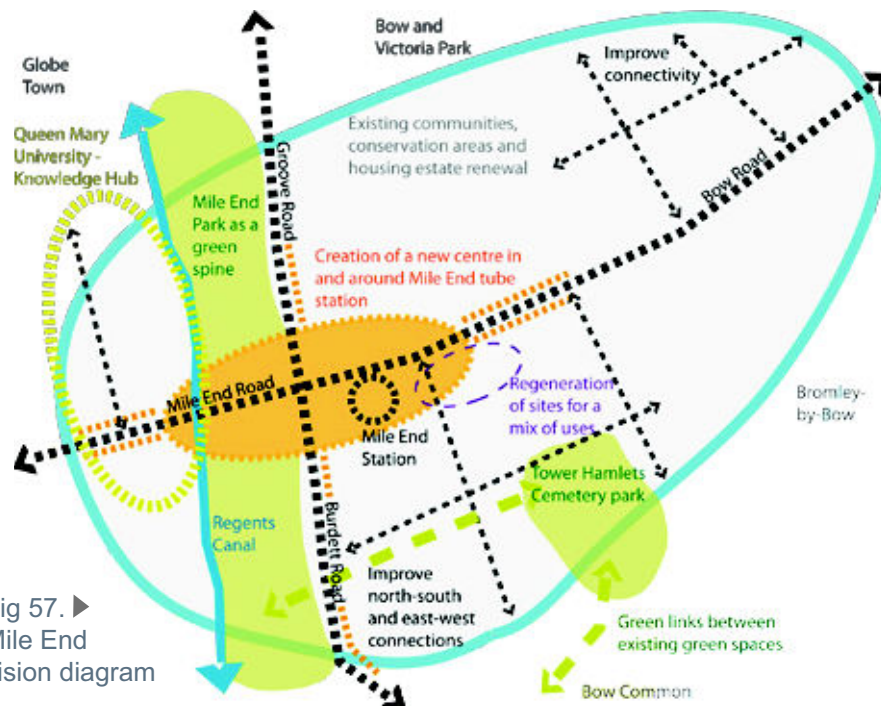 Globe
Town
Bow and
Victoria Park
Improve
connectivity
Queen Mary
University -
Knowledge Hub
Existing communities,
conservation areas and
housing estate renewal
Groove Road
Bow Road
Mile End
Park as a
green
spine
Creation of a new centre in
and around Mile End tube
station
Mile End Road
Regeneration
of sites for a
mix of uses
Bromley-
by-Bow
Mile End
Station
Tower Hamlets
Cemetery park
Regents
Canal
Burdett Road
Improve
north-south
and east-west
connections
Green links between
existing green spaces
Bow Common
ig 57.
Mile End
ision diagram